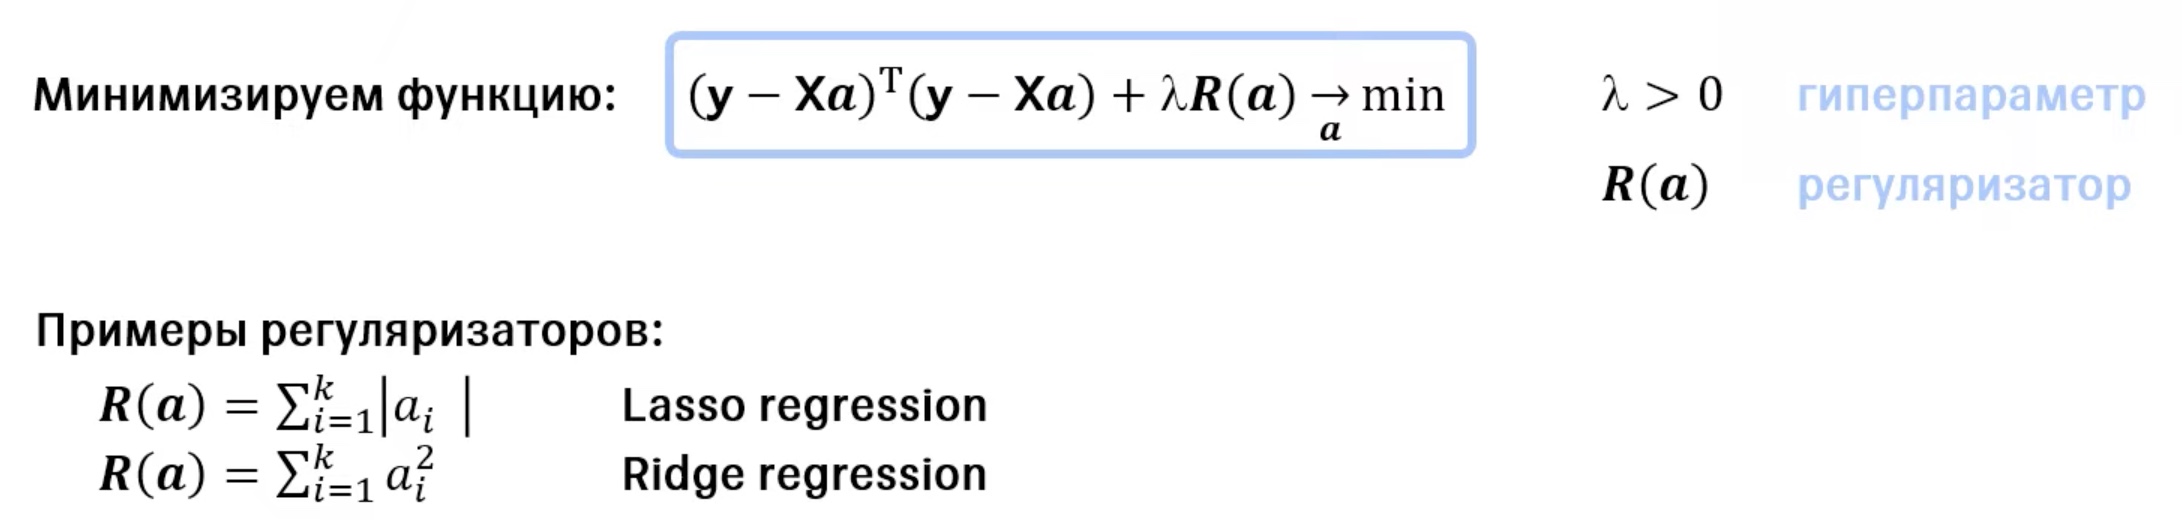 Минимизируем функцию: (y − Xa)ᵀ(y − Xa) + λR(a) → min λ > 0 гиперпараметр
a
R(a) регуляризатор
Примеры регуляризаторов:
R(a) = ∑ᵏᵢ₌₁|aᵢ | Lasso regression
R(a) = ∑ᵏᵢ₌₁ aᵢ² Ridge regression